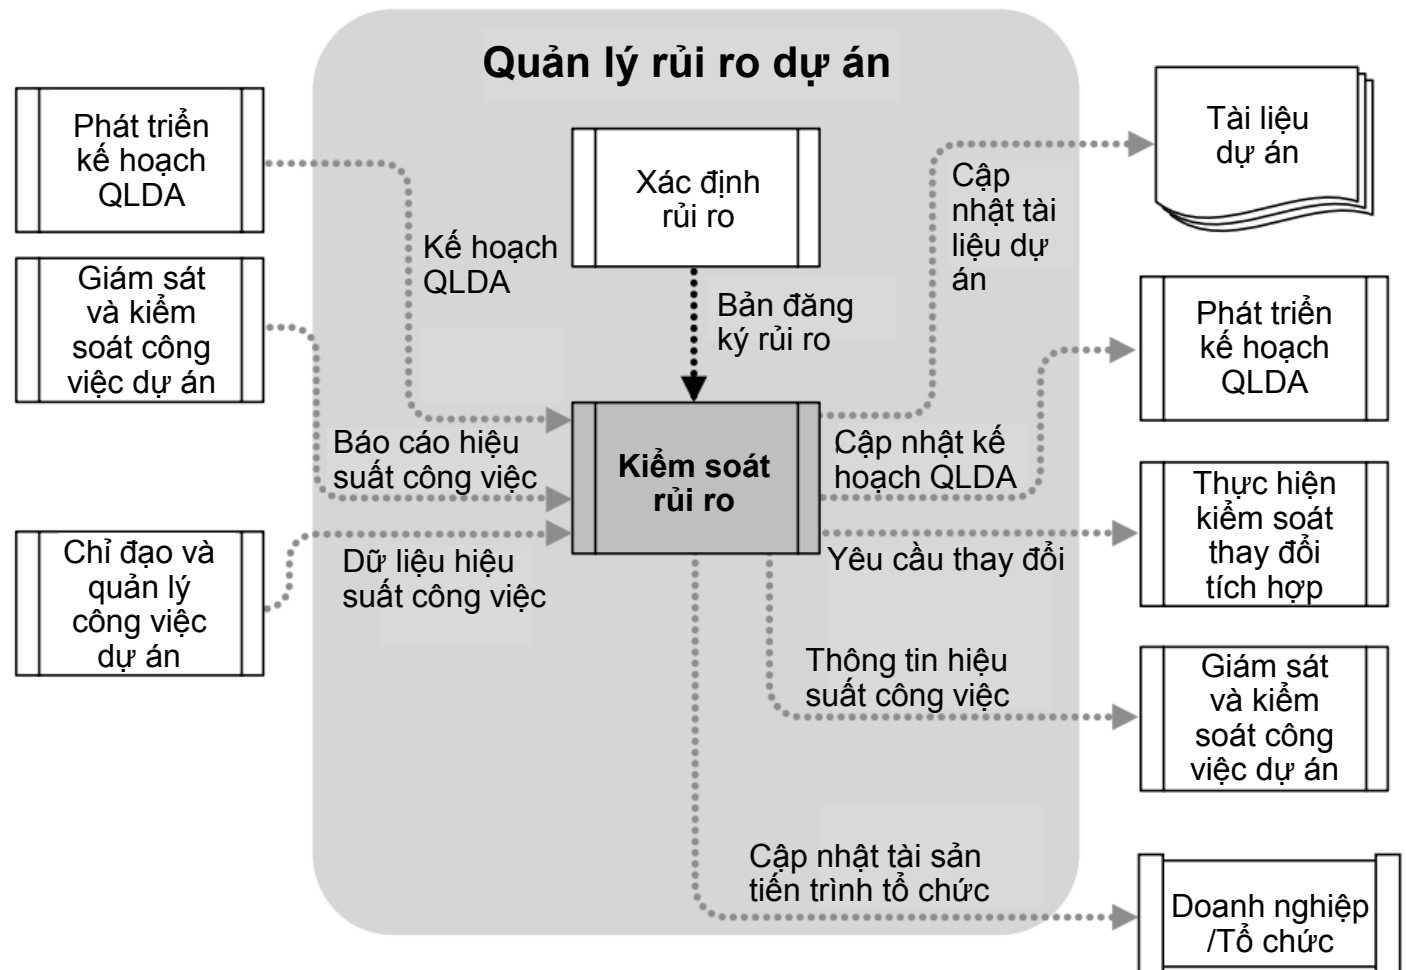 Quản lý rủi ro dự án
Phát triển
kế hoạch
QLDA
Giám sát
và kiểm
soát công
việc dự án
Chỉ đạo và
quản lý
công việc
dự án
Kế hoạch
QLDA
Báo cáo hiệu
suất công việc
Dữ liệu hiệu
suất công việc
Xác định
rủi ro
Bản đăng
ký rủi ro
Kiểm soát
rủi ro
Cập
nhật tài
liệu dự
án
Cập nhật kế
hoạch QLDA
Yêu cầu thay đổi
Thông tin hiệu
suất công việc
Cập nhật tài sản
tiến trình tổ chức
Tài liệu
dự án
Phát triển
kế hoạch
QLDA
Thực hiện
kiểm soát
thay đổi
tích hợp
Giám sát
và kiểm
soát công
việc dự án
Doanh nghiệp
/Tổ chức